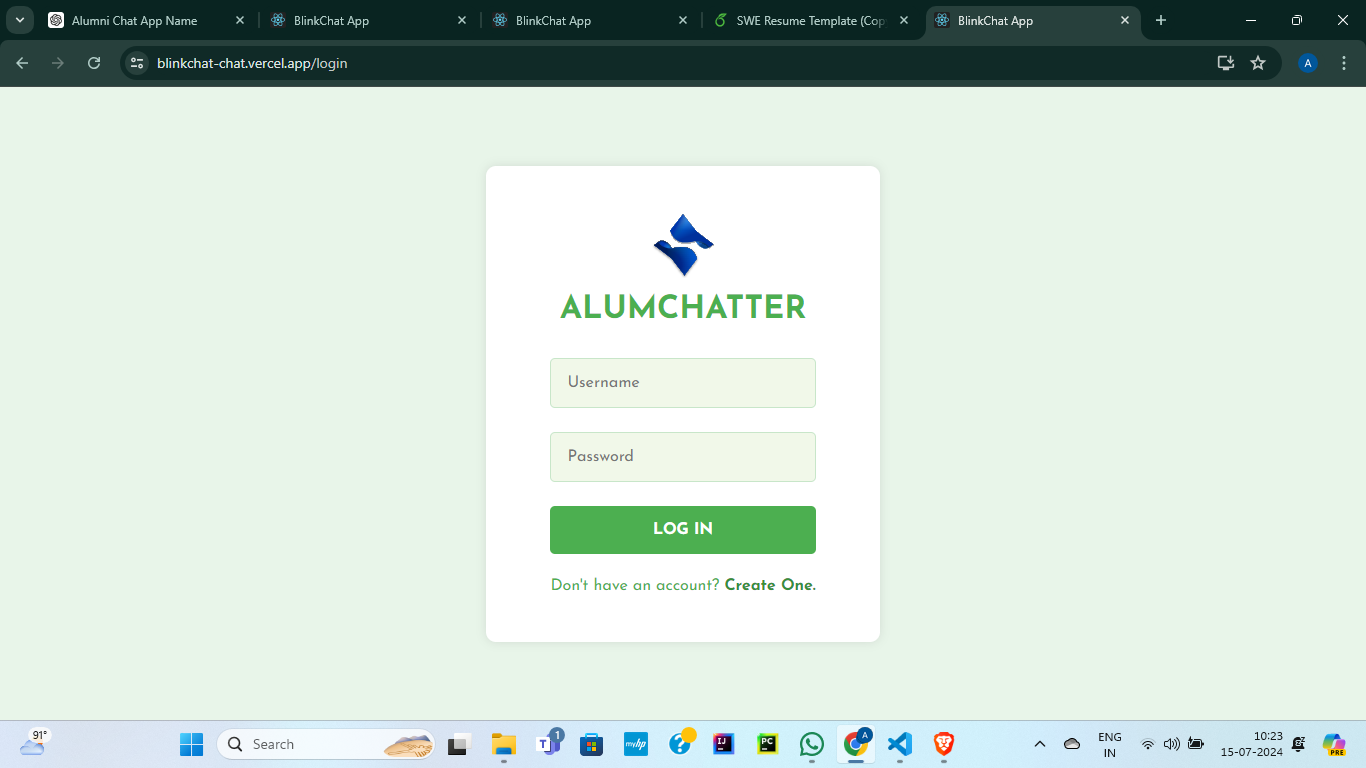 Alumni Chat App Name
BlinkChat App
BlinkChat App
SWE Resume Template (Cop
BlinkChat App
blinkchat-chat.vercel.app/login
A
ALUMCHATTER
Username
Password
LOG IN
Don't have an account? Create One.
91°
Search
T
1
myhp
?
IJ
PC
A
ENG
IN
10:23
15-07-2024
PRE